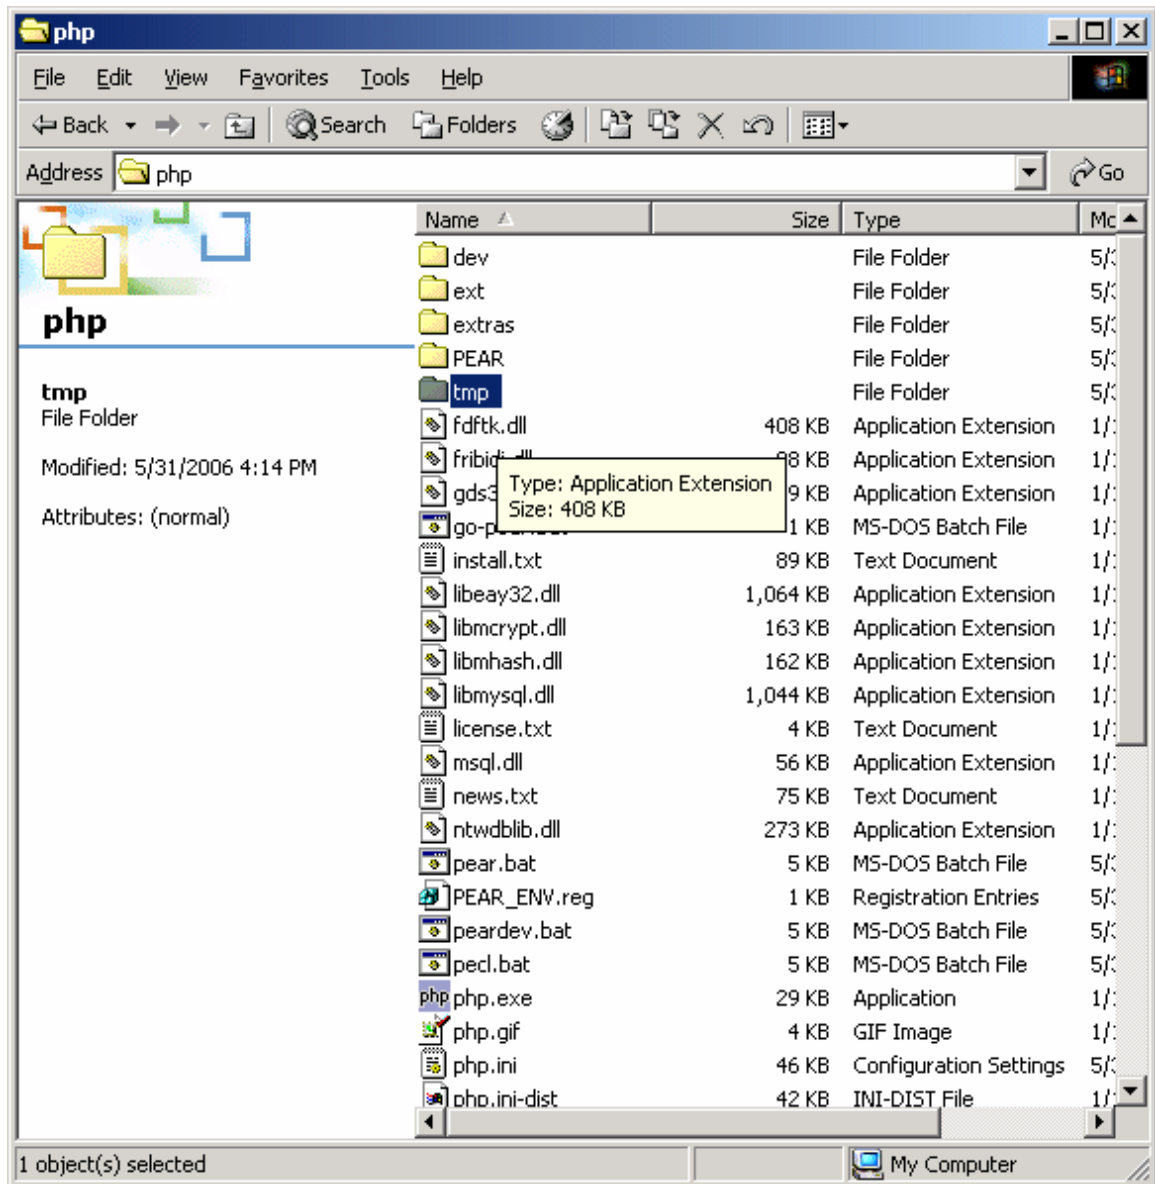 php
File Edit View Favorites Tools Help
Back Search Folders
Address php Go
Name Size Type
php
tmp
File Folder
Modified: 5/31/2006 4:14 PM
Attributes: (normal)
dev File Folder
ext File Folder
extras File Folder
PEAR File Folder
tmp File Folder
fdftk.dll 408 KB Application Extension
Application Extension
Type: Application Extension
Size: 408 KB
Application Extension
MS-DOS Batch File
install.txt 89 KB Text Document
libeay32.dll 1,064 KB Application Extension
libmcrypt.dll 163 KB Application Extension
libmhash.dll 162 KB Application Extension
libmysql.dll 1,044 KB Application Extension
license.txt 4 KB Text Document
msql.dll 56 KB Application Extension
news.txt 75 KB Text Document
ntwdblib.dll 273 KB Application Extension
pear.bat 5 KB MS-DOS Batch File
PEAR_ENV.reg 1 KB Registration Entries
peardev.bat 5 KB MS-DOS Batch File
pecl.bat 5 KB MS-DOS Batch File
php php.exe 29 KB Application
php.gif 4 KB GIF Image
php.ini 46 KB Configuration Settings
php.ini-dist 42 KB INI-DIST File
1 object(s) selected My Computer